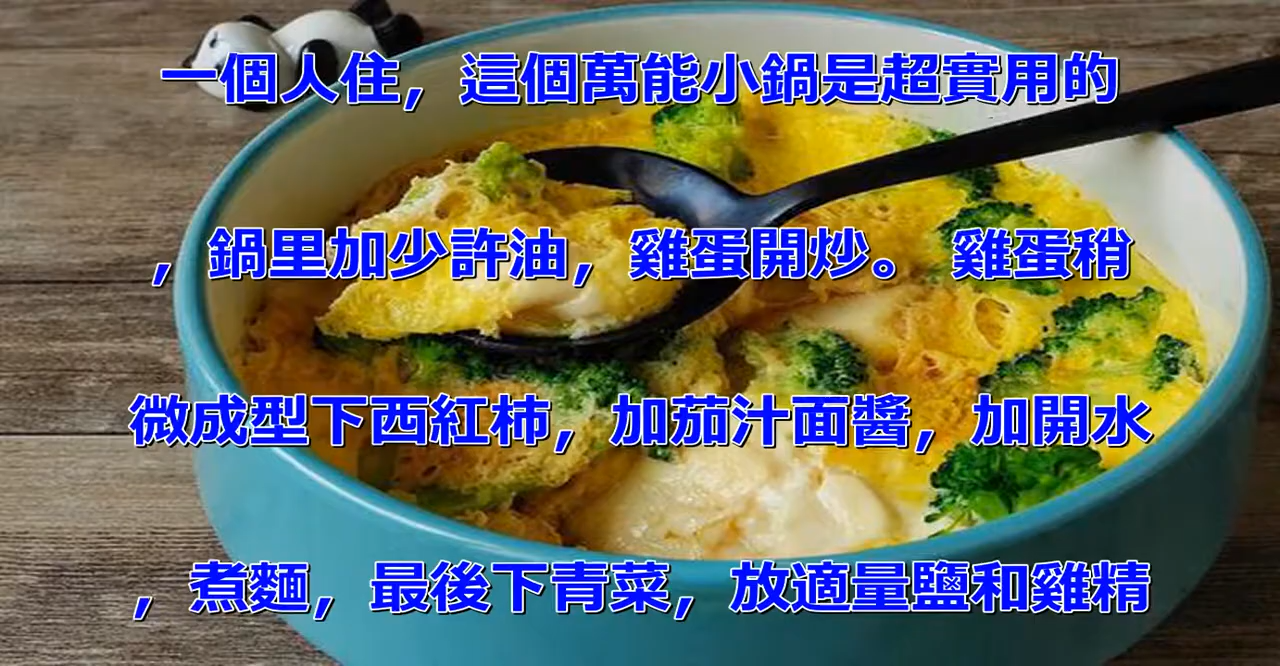 一個人住，這個萬能小鍋是超實用的
，鍋里加少許油，雞蛋開炒。 雞蛋稍
微成型下西紅柿，加茄汁面醬，加開水
，煮麵，最後下青菜，放適量鹽和雞精